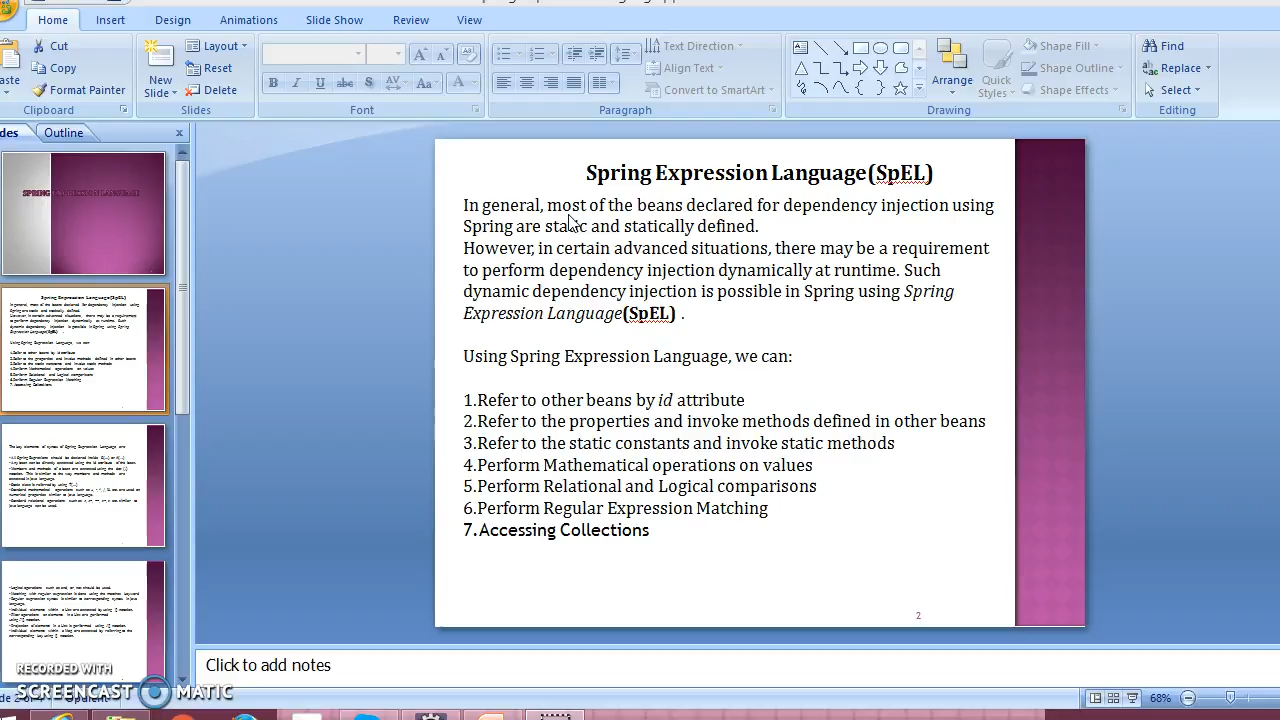 Home Insert Design Animations Slide Show Review View
Cut
Copy
Format Painter
Clipboard
New
Slide
Layout
Reset
Delete
Slides
Font
Text Direction
Align Text
Convert to SmartArt
Paragraph
Arrange
Quick
Styles
Shape Fill
Shape Outline
Shape Effects
Drawing
Find
Replace
Select
Editing
Outline
SPRING EXPRESSION LANGUAGE
Spring Expression Language(SpEL)
In general, most of the beans declared for dependency injection using
Spring are static and statically defined.
However, in certain advanced situations, there may be a requirement
to perform dependency injection dynamically at runtime. Such
dynamic dependency injection is possible in Spring using Spring
Expression Language(SpEL) .
Using Spring Expression Language, we can:
1.Refer to other beans by id attribute
2.Refer to the properties and invoke methods defined in other beans
3.Refer to the static constants and invoke static methods
4.Perform Mathematical operations on values
5.Perform Relational and Logical comparisons
6.Perform Regular Expression Matching
7.Accessing Collections
2
Click to add notes
RECORDED WITH
SCREENCAST MATIC
68%